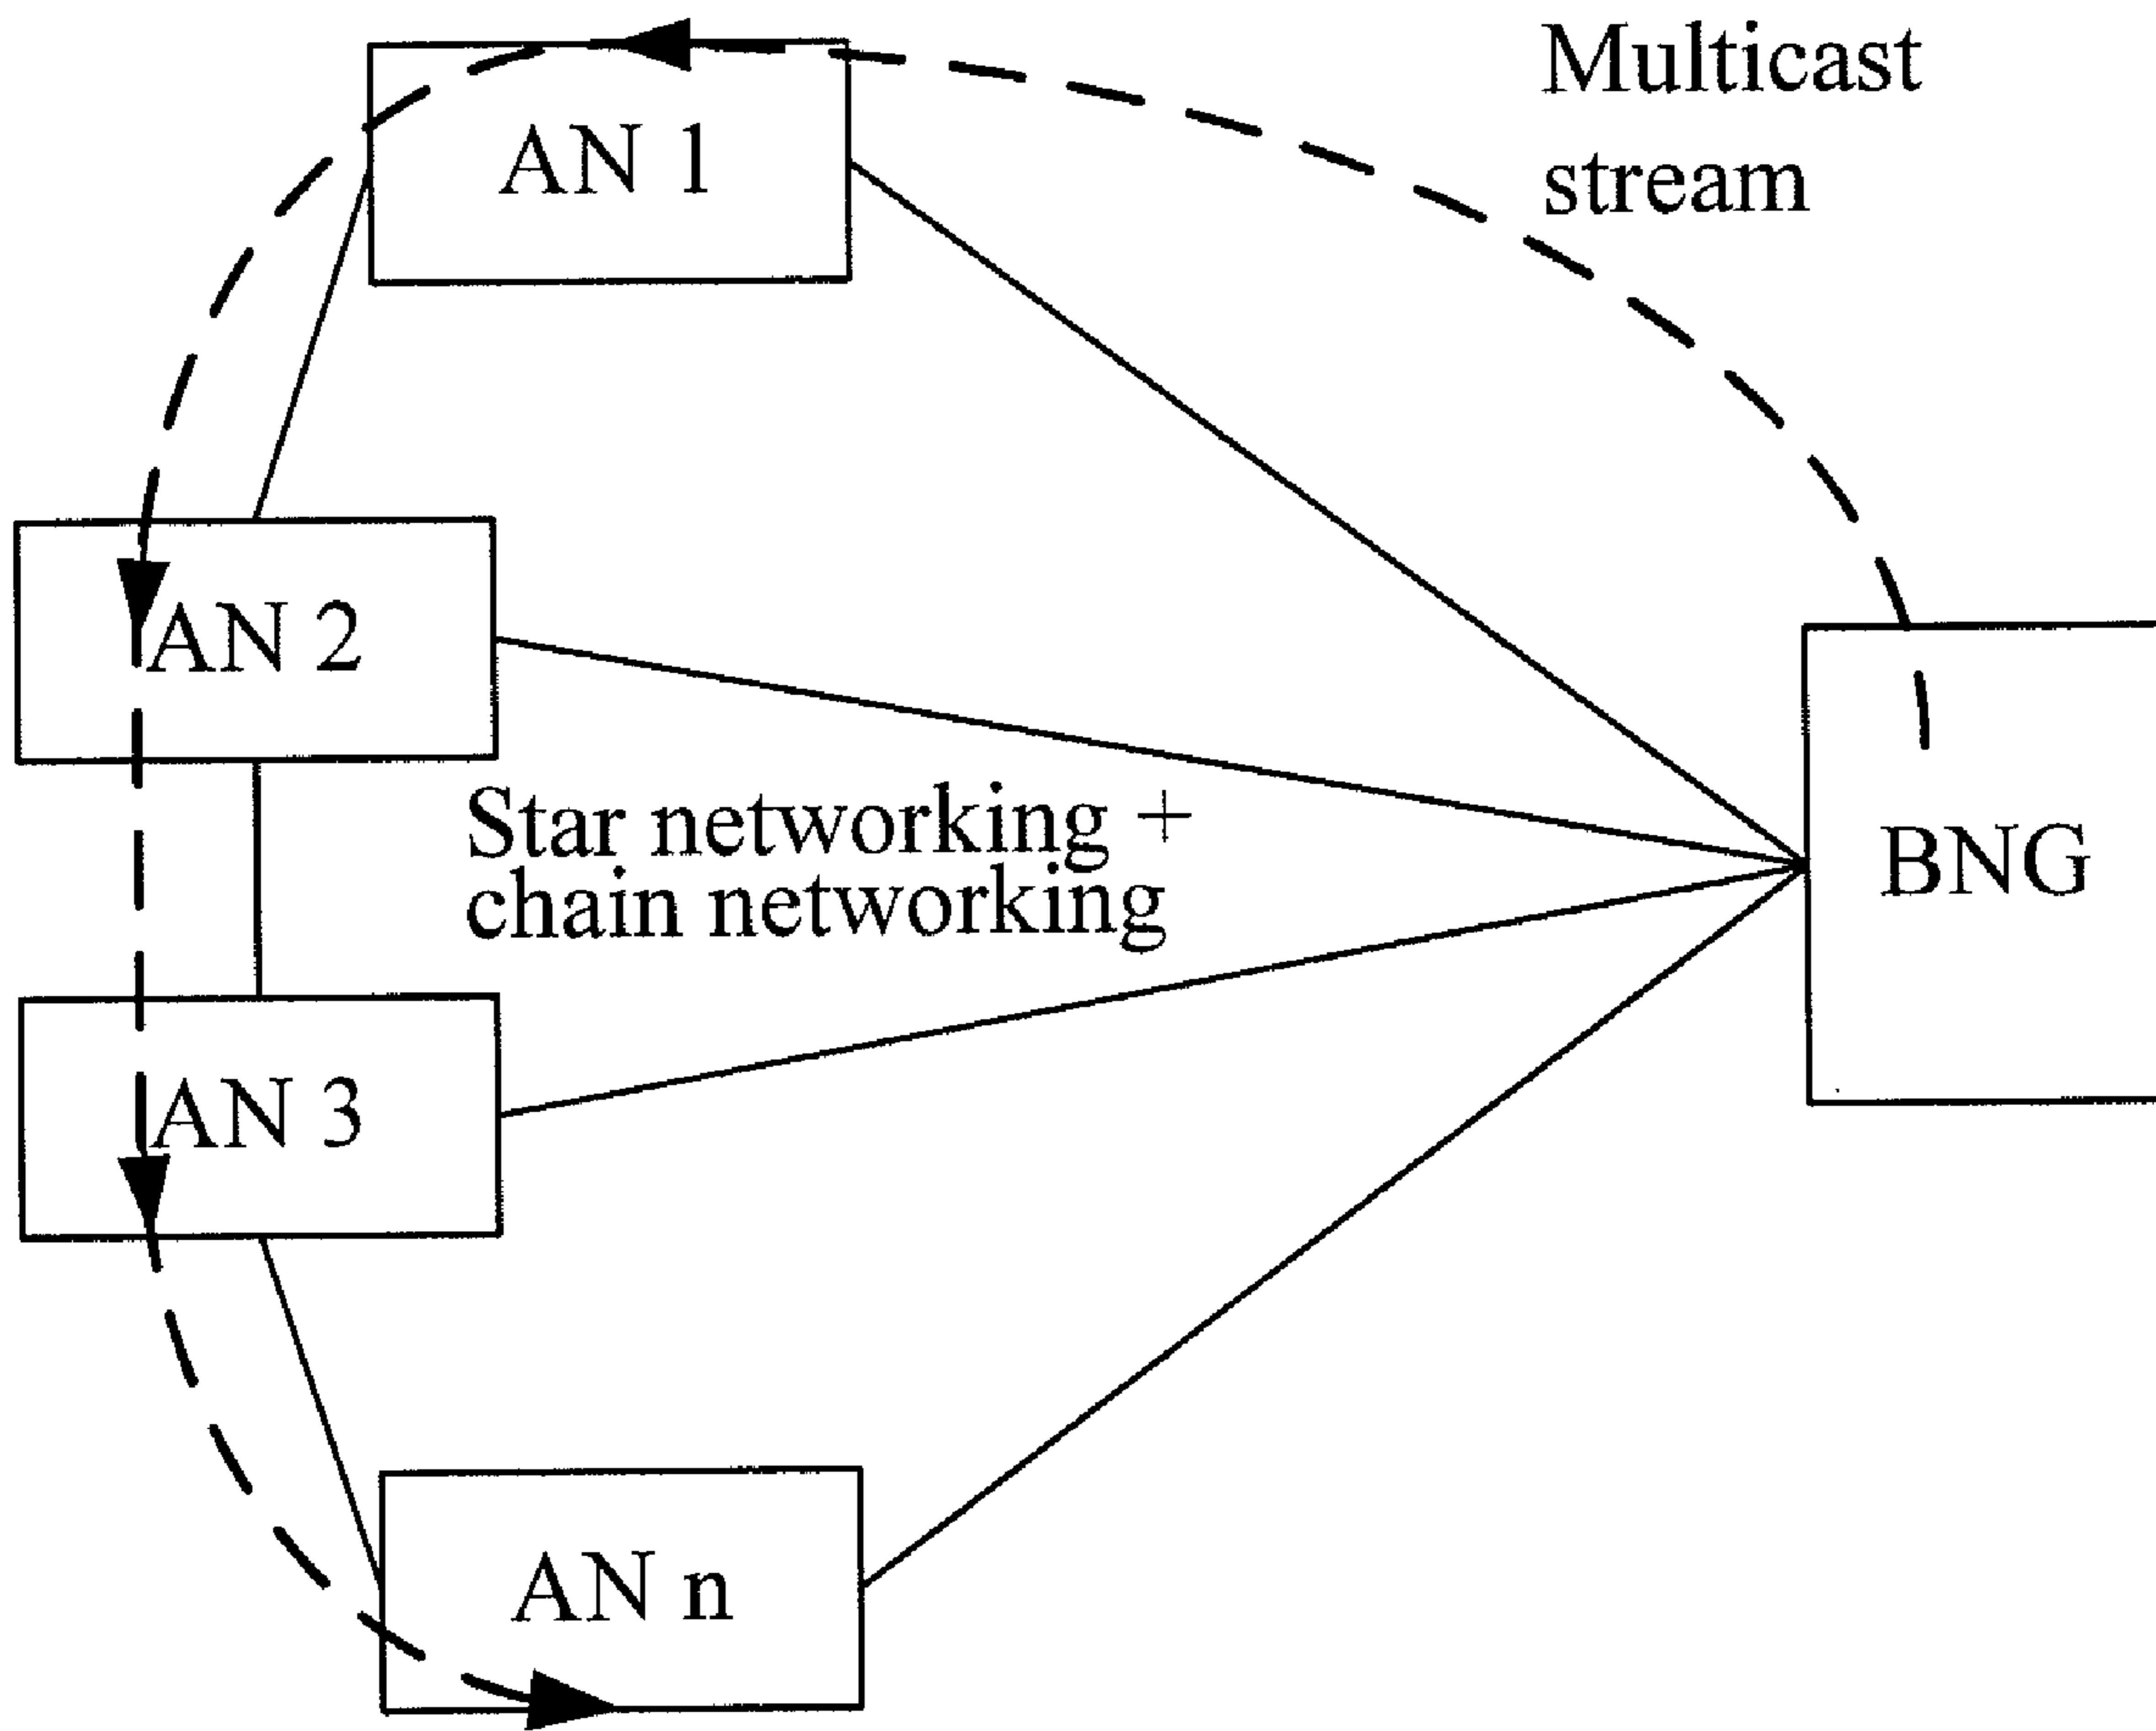 Multicast
stream
AN 1
AN 2
Star networking +
chain networking
BNG
AN 3
AN n